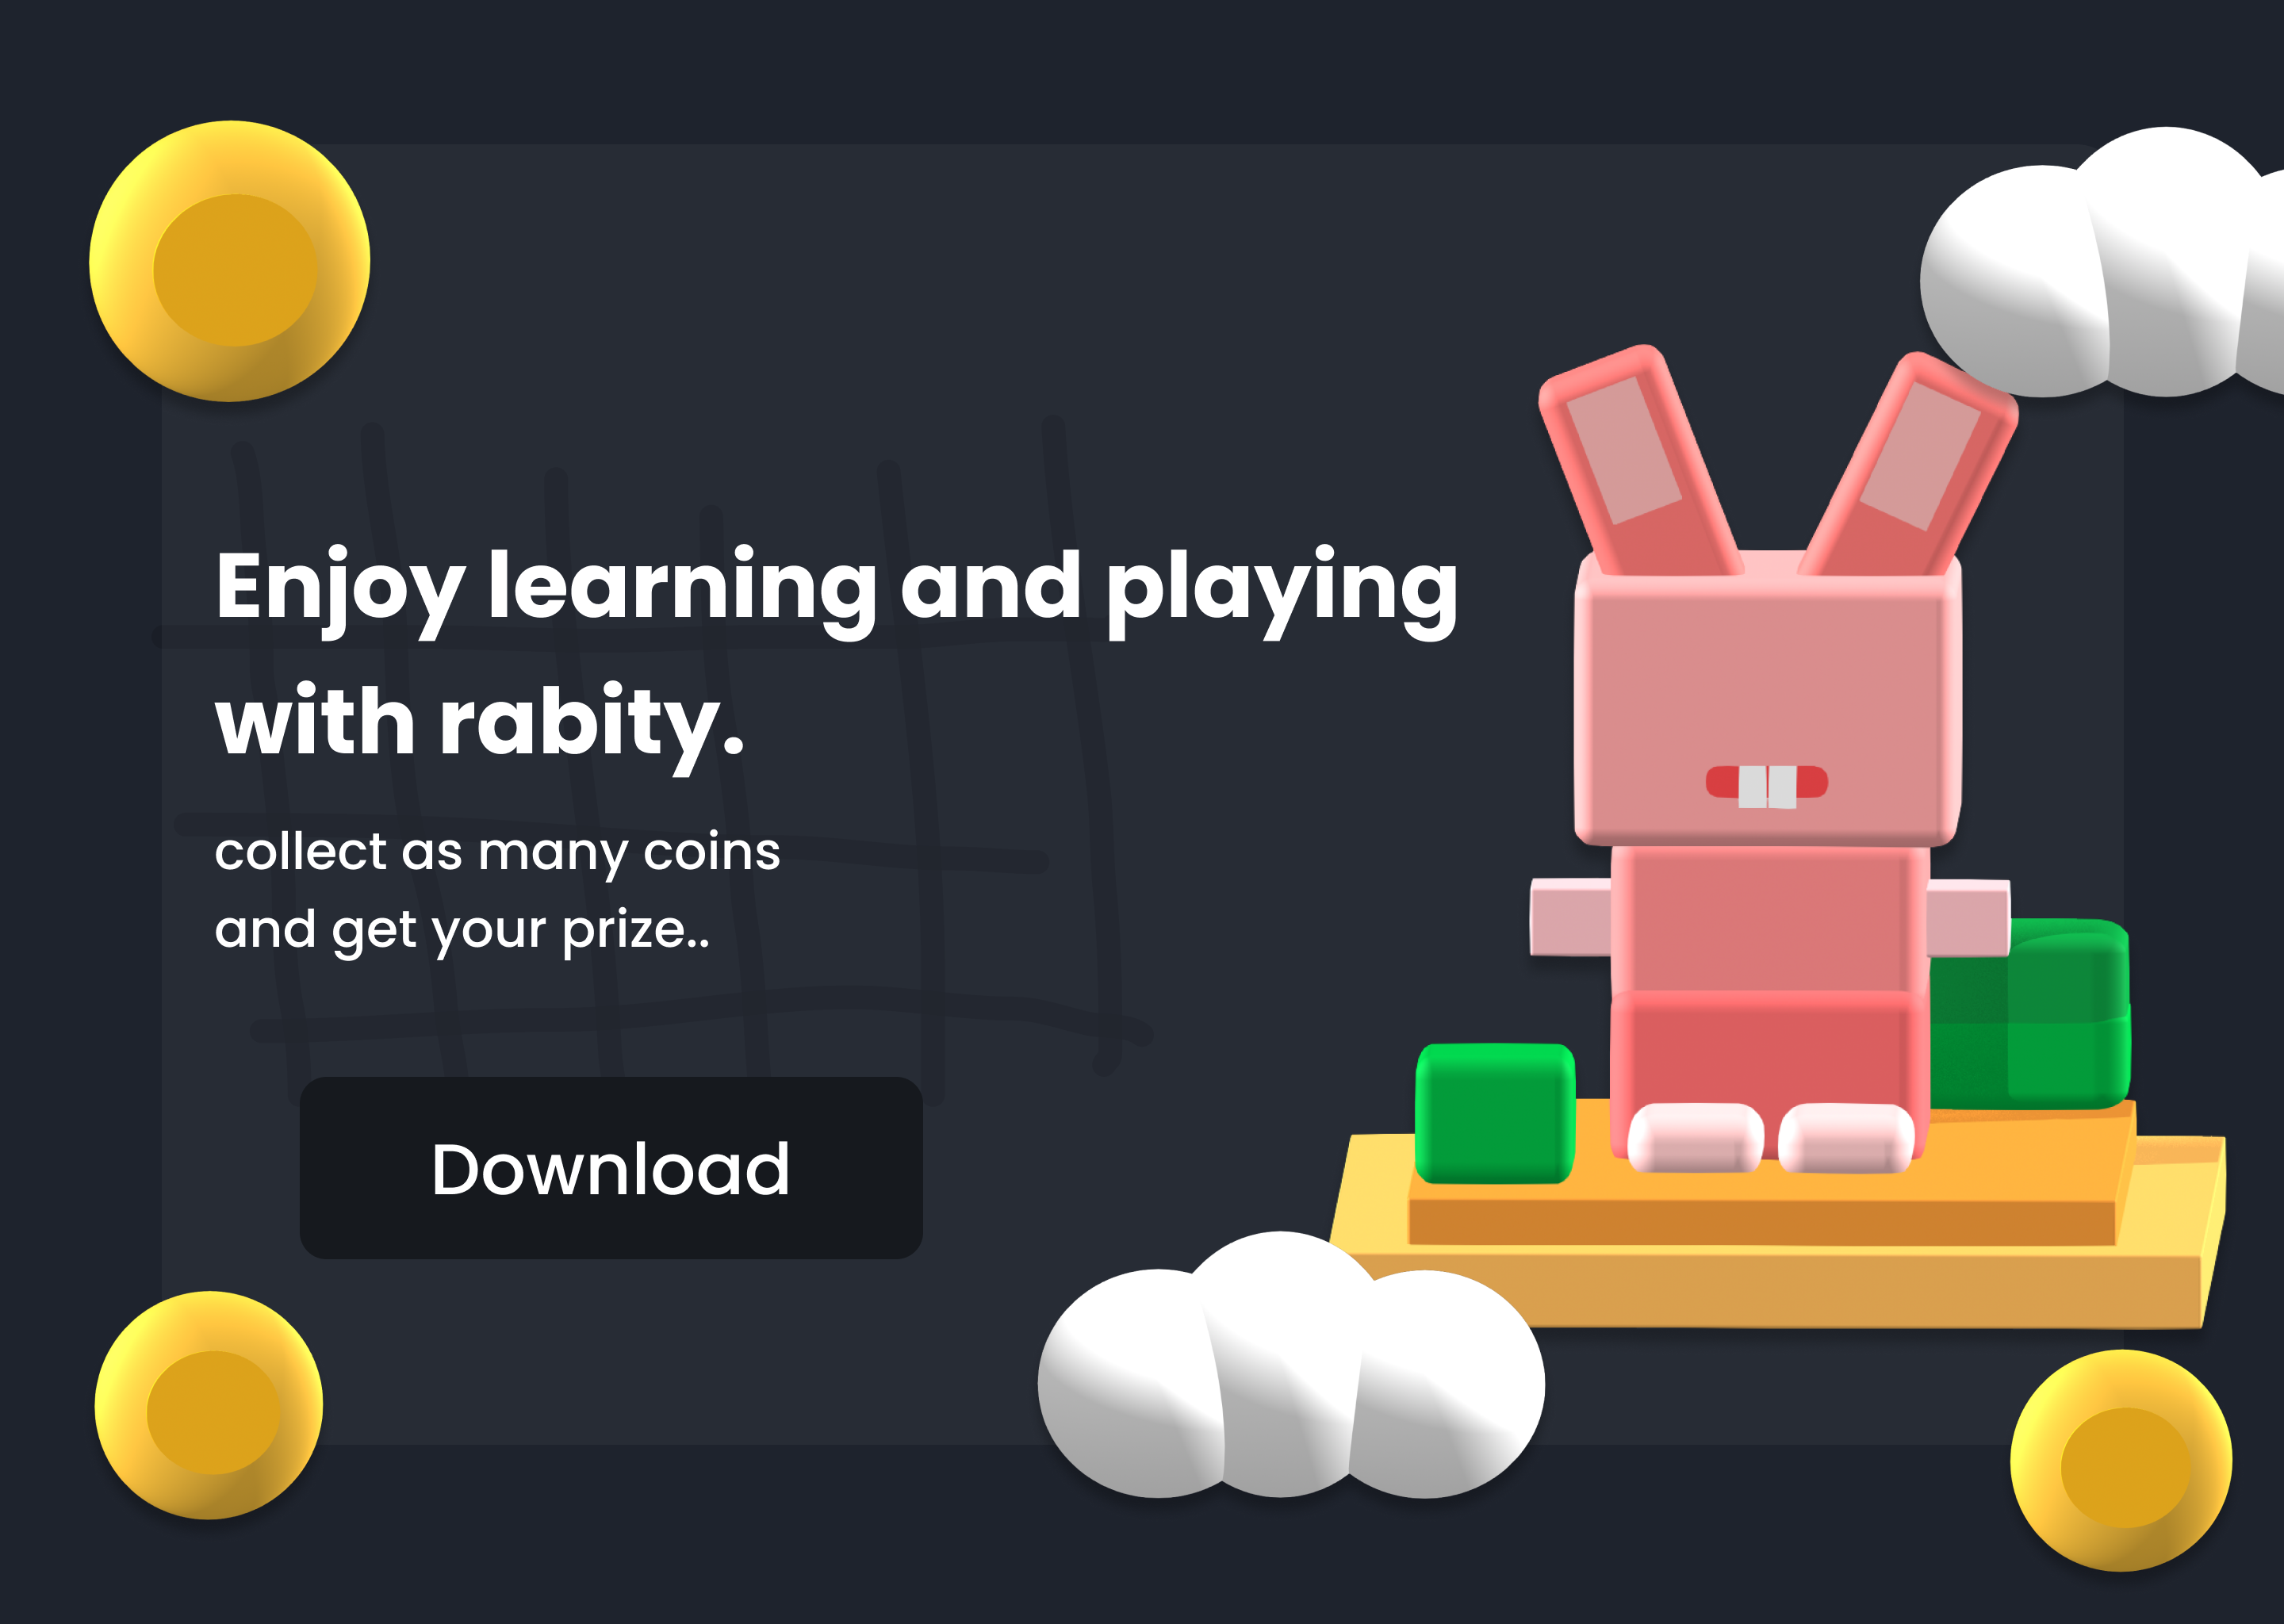 Enjoy learning and playing
with rabity.
collect as many coins
and get your prize..
Download